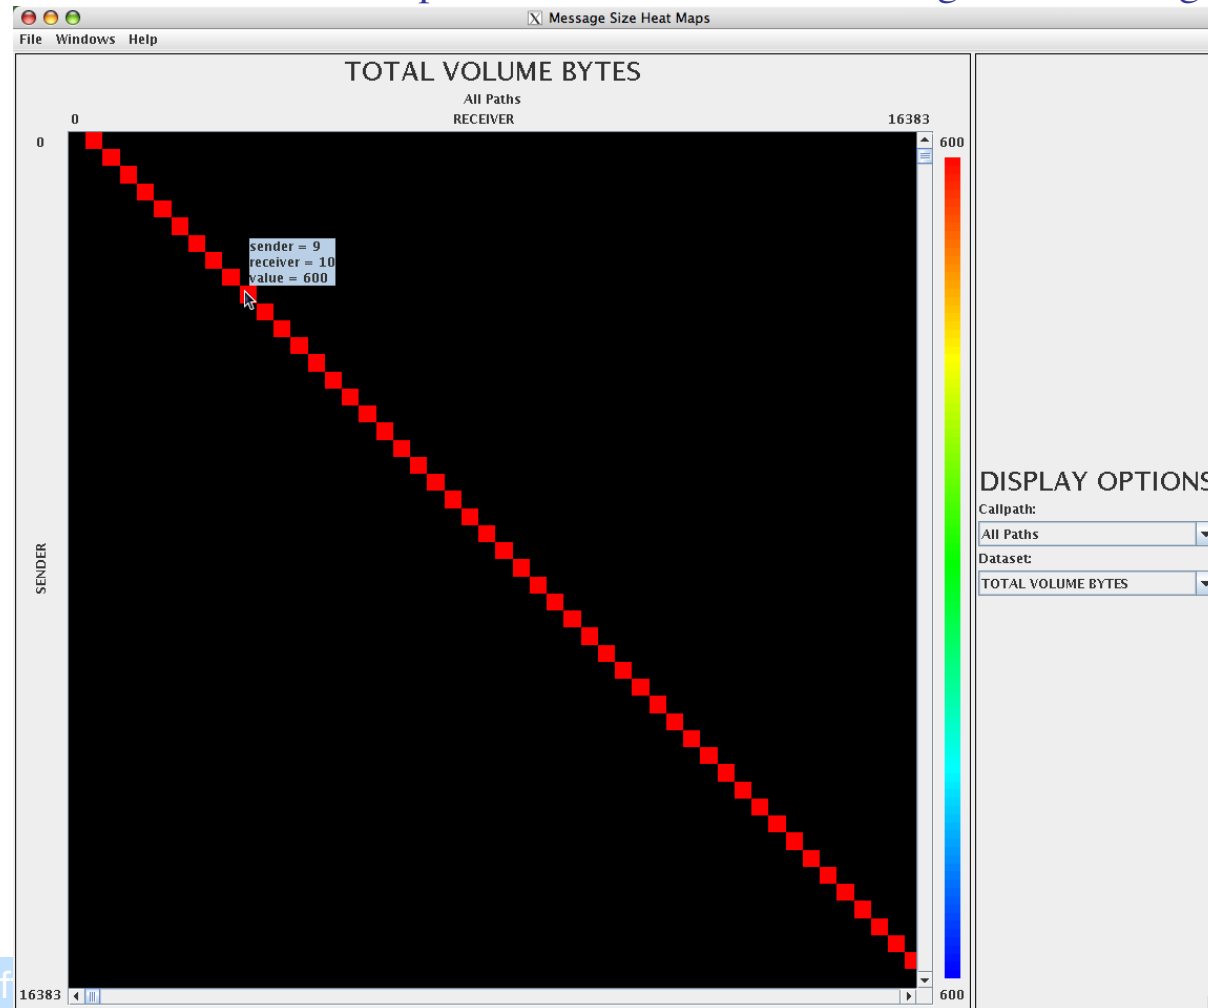 Message Size Heat Maps
File Windows Help
TOTAL VOLUME BYTES
All Paths
0 RECEIVER 16383
0
600
sender = 9
receiver = 10
value = 600
SENDER
DISPLAY OPTIONS
Callpath:
All Paths
Dataset:
TOTAL VOLUME BYTES
16383
600